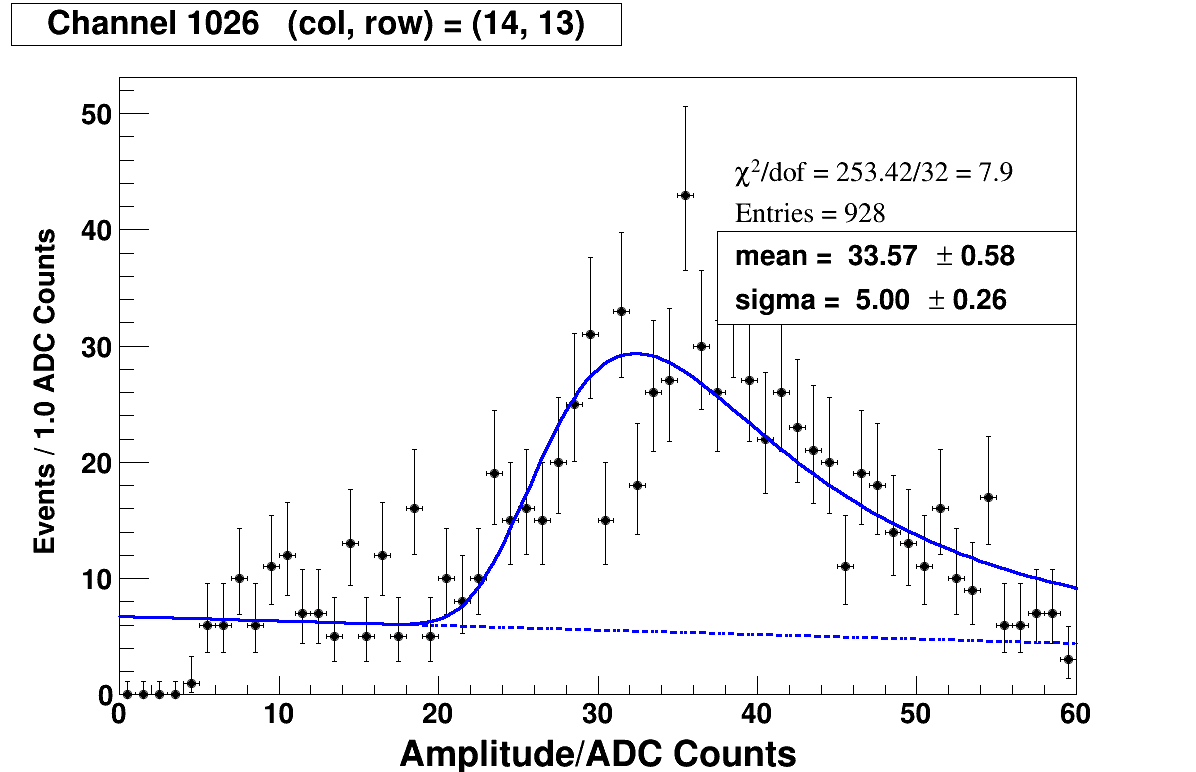 Channel 1026 (col, row) = (14, 13)
50
40
30
20
10
0
Events / 1.0 ADC Counts
χ²/dof = 253.42/32 = 7.9
Entries = 928
mean = 33.57 ± 0.58
sigma = 5.00 ± 0.26
0 10 20 30 40 50 60
Amplitude/ADC Counts